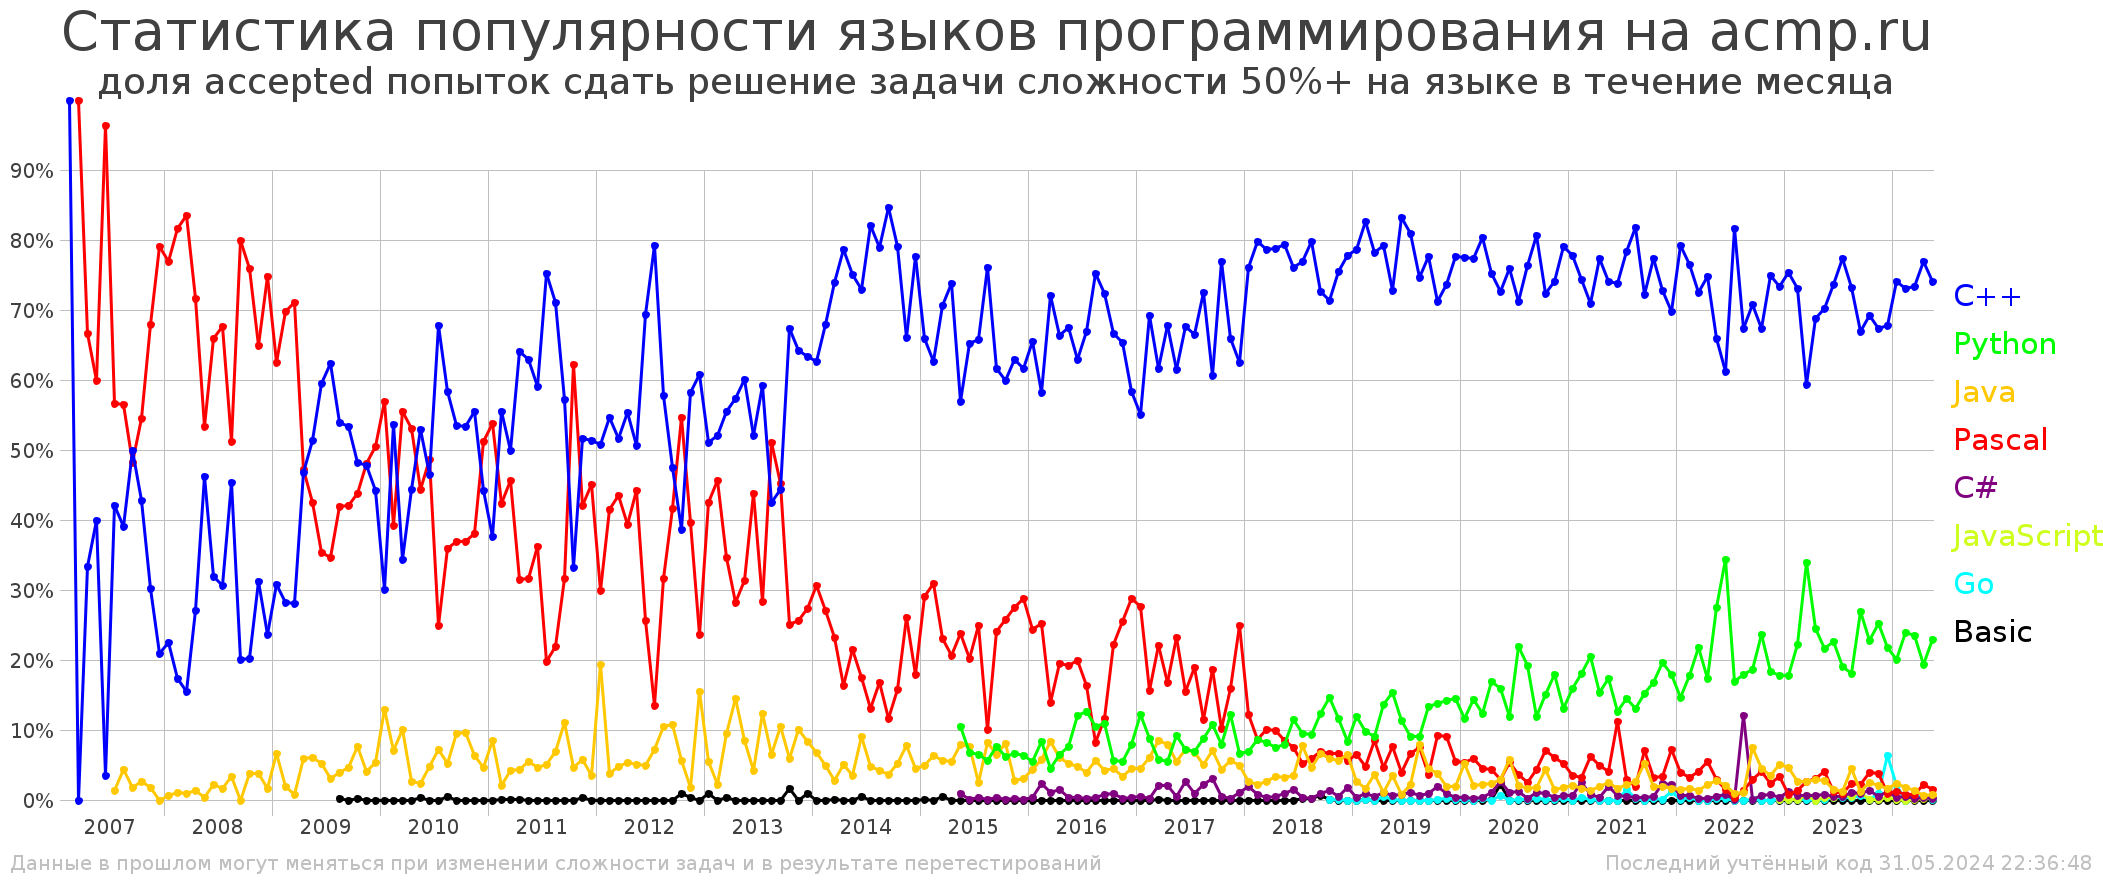 Статистика популярности языков программирования на acmp.ru
доля accepted попыток сдать решение задачи сложности 50%+ на языке в течение месяца
90%
80%
70%
60%
50%
40%
30%
20%
10%
0%
C++
Python
Java
Pascal
C#
JavaScript
Go
Basic
2007 2008 2009 2010 2011 2012 2013 2014 2015 2016 2017 2018 2019 2020 2021 2022 2023
Данные в прошлом могут меняться при изменении сложности задач и в результате перетестирований
Последний учтённый код 31.05.2024 22:36:48